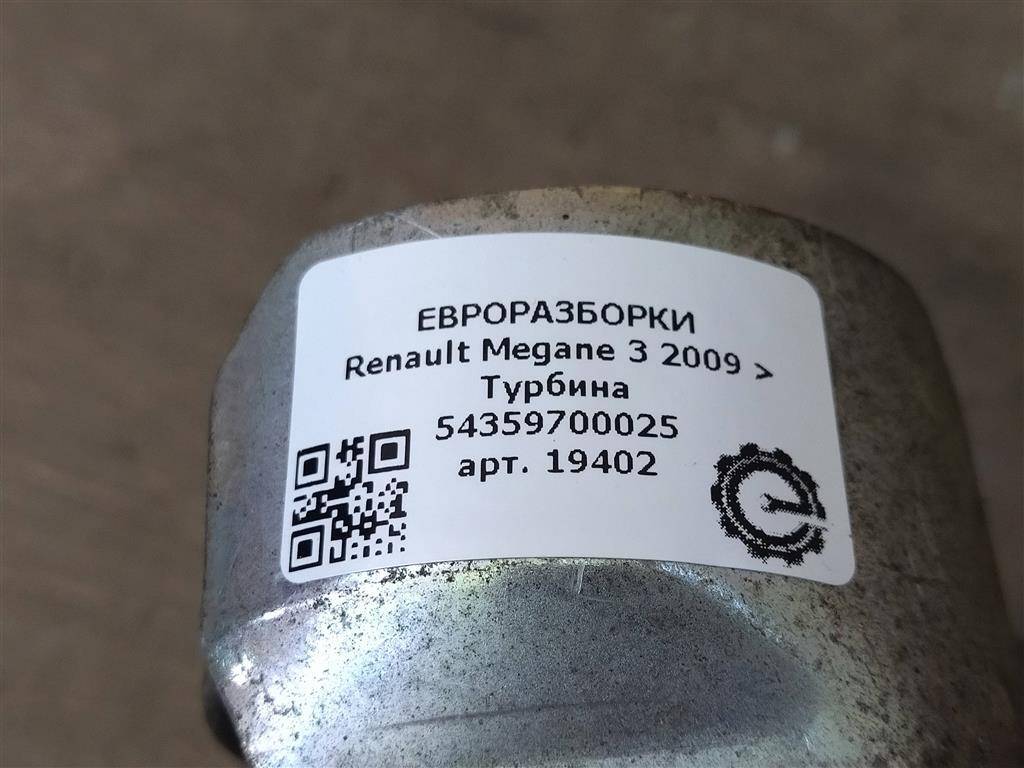 ЕВРОРАЗБОРКИ
Renault Megane 3 2009 >
Турбина
54359700025
арт. 19402